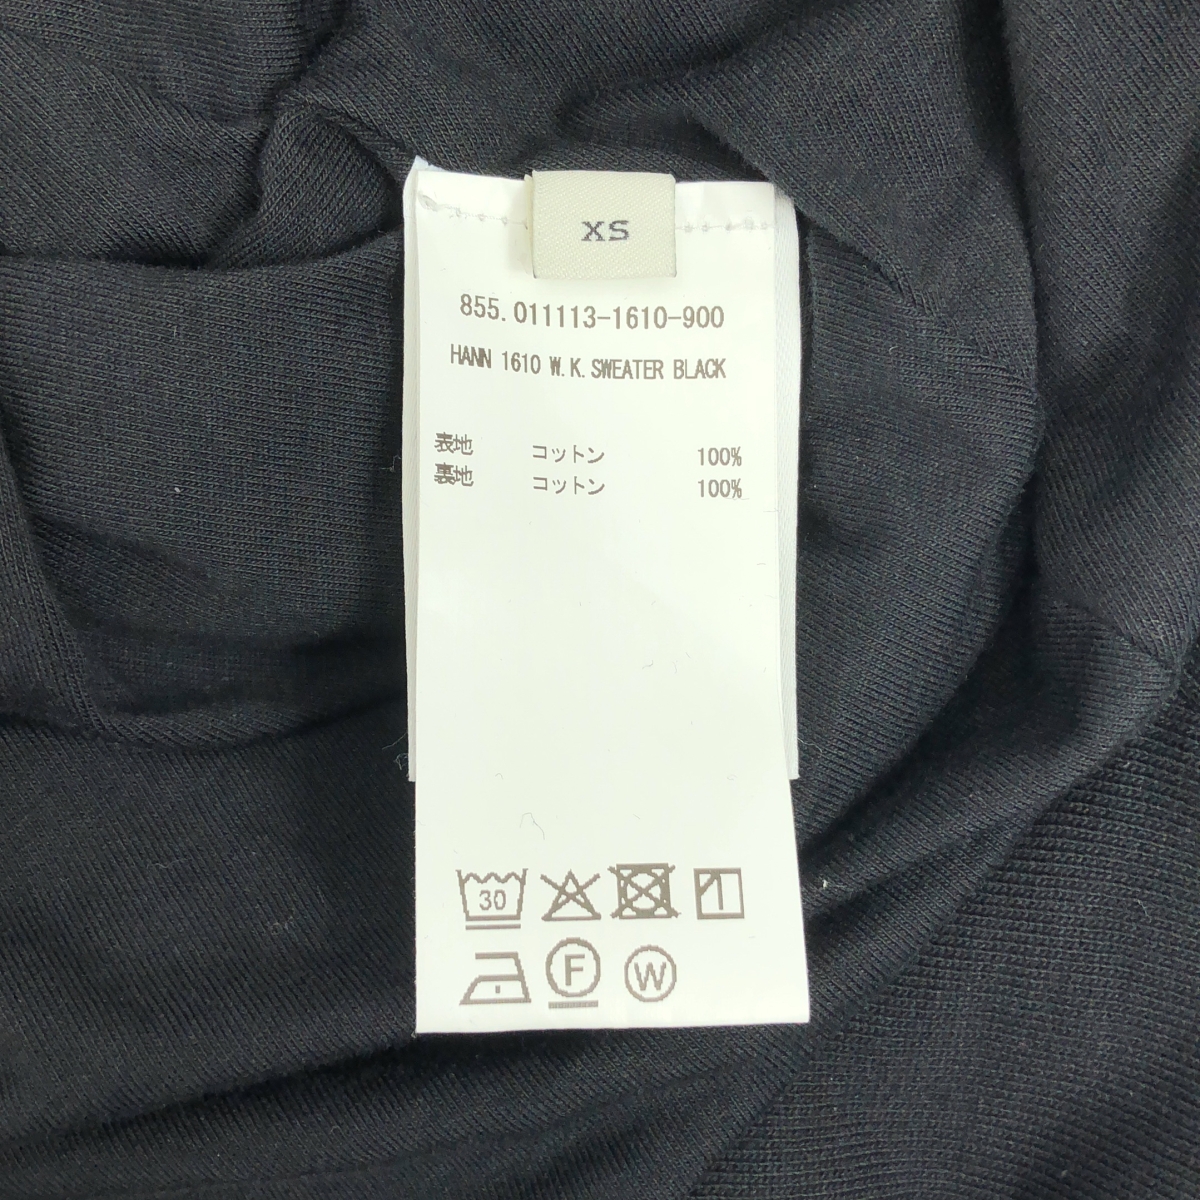 XS
855.011113-1610-900
HANN 1610 W.K.SWEATER BLACK
表地 コットン 100%
裏地 コットン 100%
30
F W